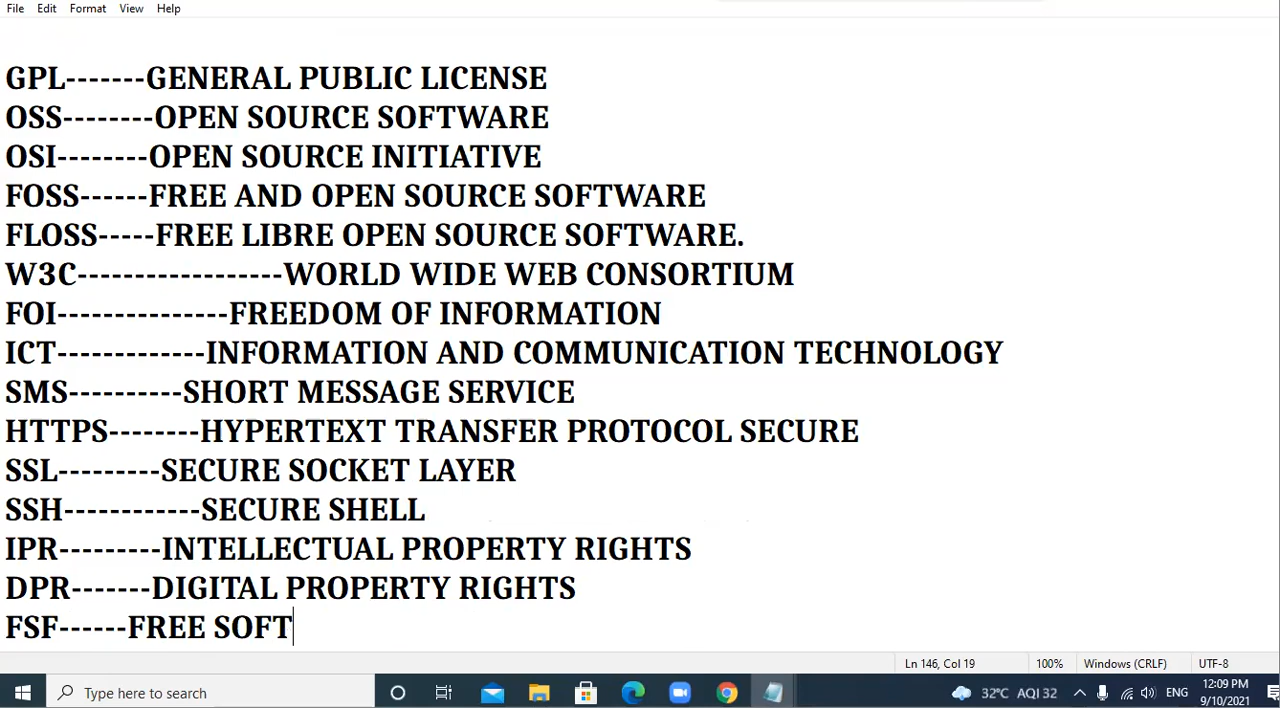 File Edit Format View Help
GPL-------GENERAL PUBLIC LICENSE
OSS--------OPEN SOURCE SOFTWARE
OSI--------OPEN SOURCE INITIATIVE
FOSS------FREE AND OPEN SOURCE SOFTWARE
FLOSS-----FREE LIBRE OPEN SOURCE SOFTWARE.
W3C------------------WORLD WIDE WEB CONSORTIUM
FOI---------------FREEDOM OF INFORMATION
ICT-------------INFORMATION AND COMMUNICATION TECHNOLOGY
SMS----------SHORT MESSAGE SERVICE
HTTPS--------HYPERTEXT TRANSFER PROTOCOL SECURE
SSL---------SECURE SOCKET LAYER
SSH------------SECURE SHELL
IPR---------INTELLECTUAL PROPERTY RIGHTS
DPR-------DIGITAL PROPERTY RIGHTS
FSF------FREE SOFT
Ln 146, Col 19 100% Windows (CRLF) UTF-8
Type here to search 32°C AQI 32 ENG 12:09 PM
9/10/2021